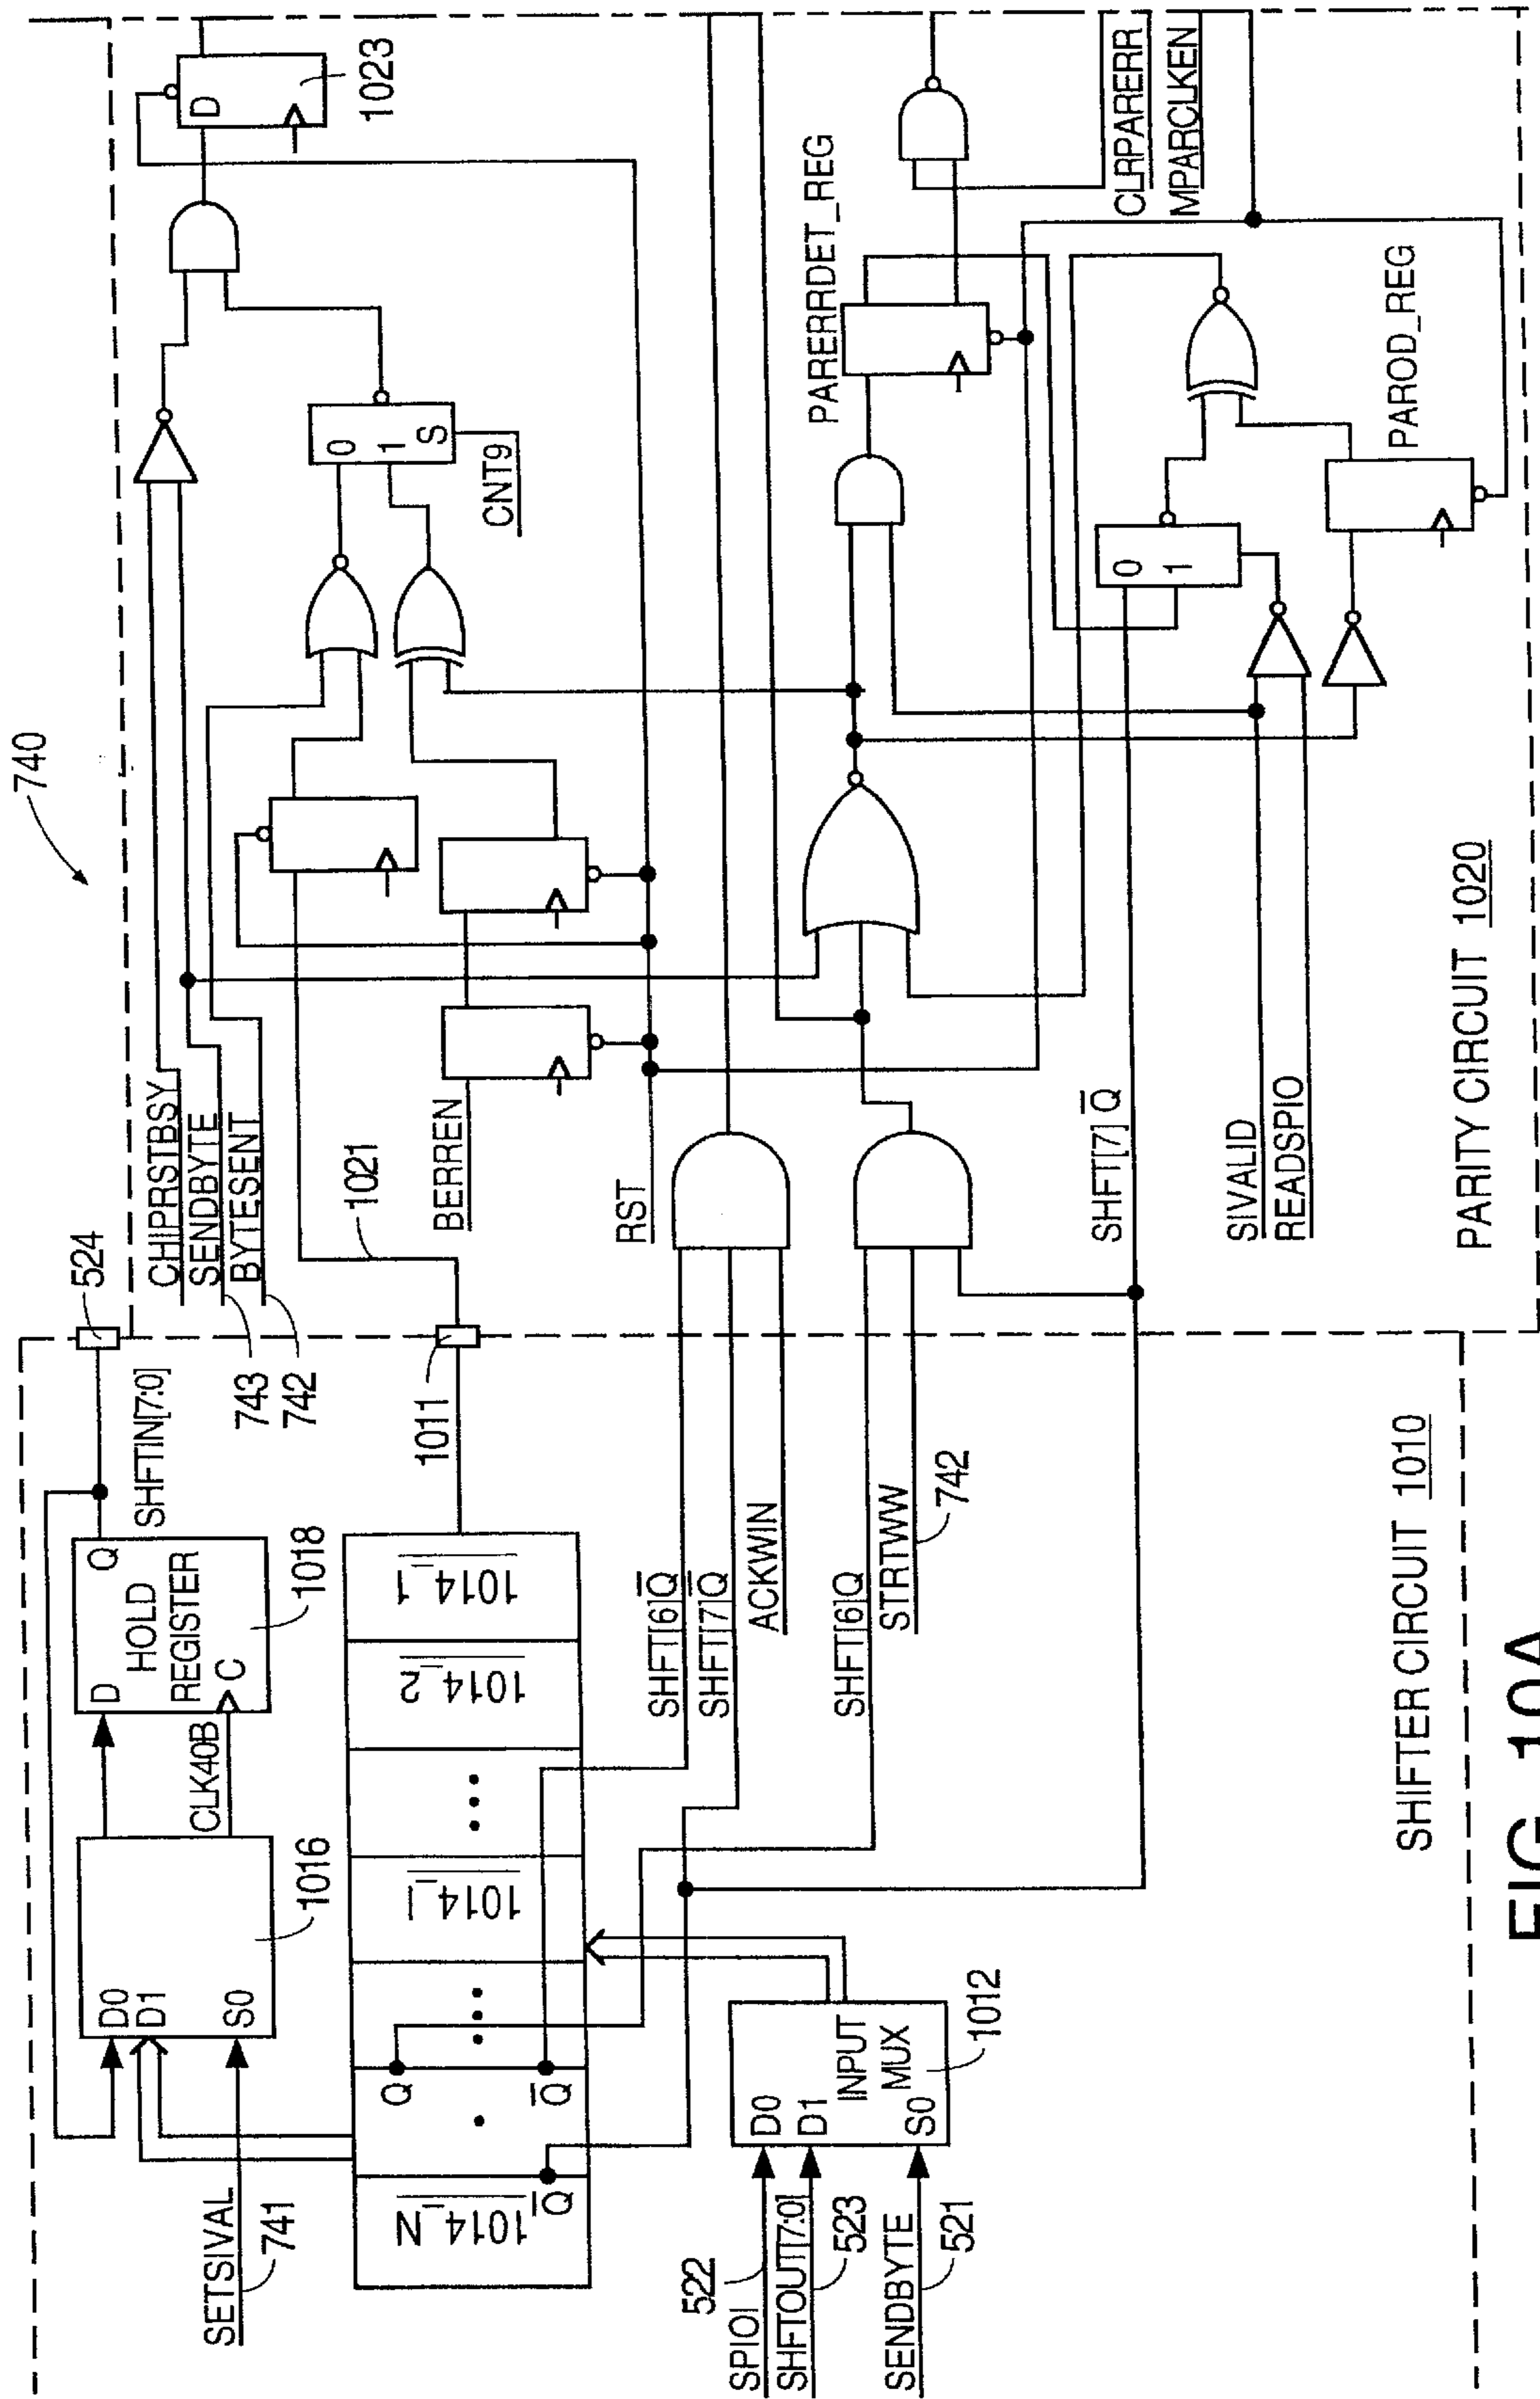 740
524
CHIPRSTBSY
SENDBYTE
BYTESENT
743
742
D
1023
0
1
S
CNT9
1021
1011
BERREN
RST
SHFTIN[7:0]
D
Q
HOLD
REGISTER
C
1018
CLK40B
1016
D0
D1
S0
SETSIVAL
741
1014_N
1014_I
1014_2
1014_1
Q
Q̅
Q̅
SHFT[6]Q̅
SHFT[7]Q̅
ACKWIN
SHFT[6]Q
STRTWW
742
SPIOI
522
SHFTOUT[7:0]
523
SENDBYTE
521
D0
D1
INPUT
MUX
S0
1012
PARERRDET_REG
CLRPARERR
MPARCLKEN
PAROD_REG
0
1
SHFT[7]Q̅
SIVALID
READSPIO
PARITY CIRCUIT 1020
SHIFTER CIRCUIT 1010
FIG. 10A